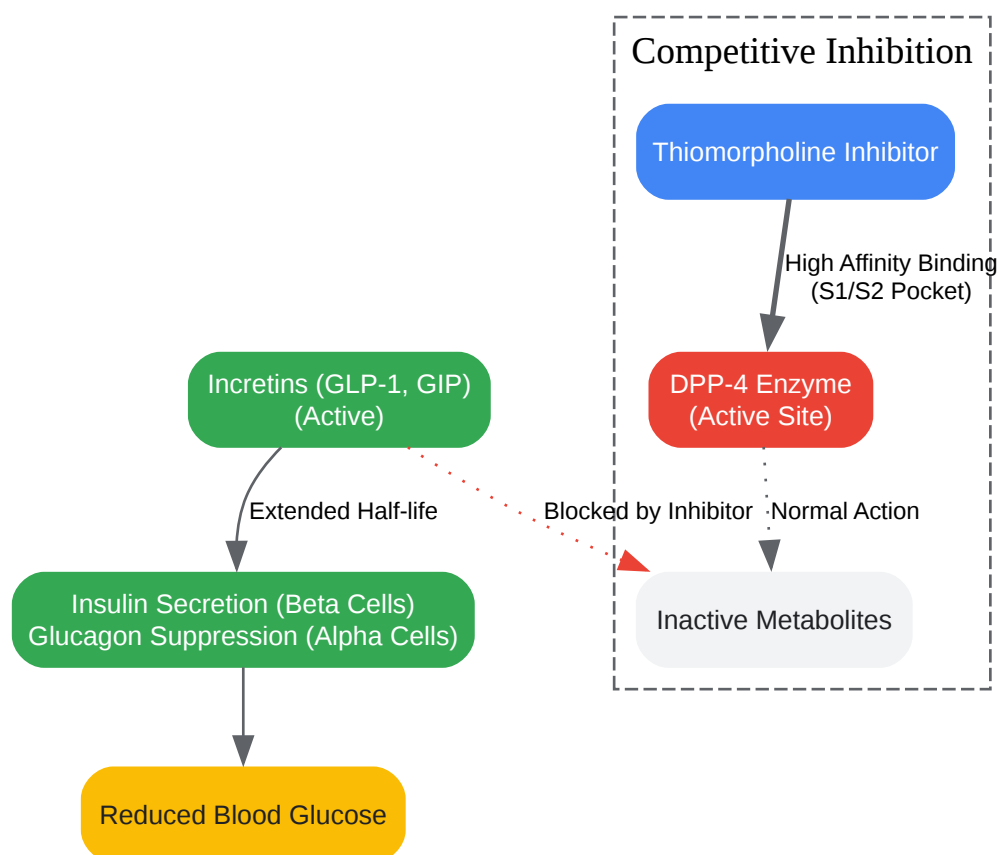 Competitive Inhibition
Thiomorpholine Inhibitor
High Affinity Binding
(S1/S2 Pocket)
Incretins (GLP-1, GIP)
(Active)
DPP-4 Enzyme
(Active Site)
Extended Half-life
Blocked by Inhibitor
Normal Action
Insulin Secretion (Beta Cells)
Glucagon Suppression (Alpha Cells)
Inactive Metabolites
Reduced Blood Glucose